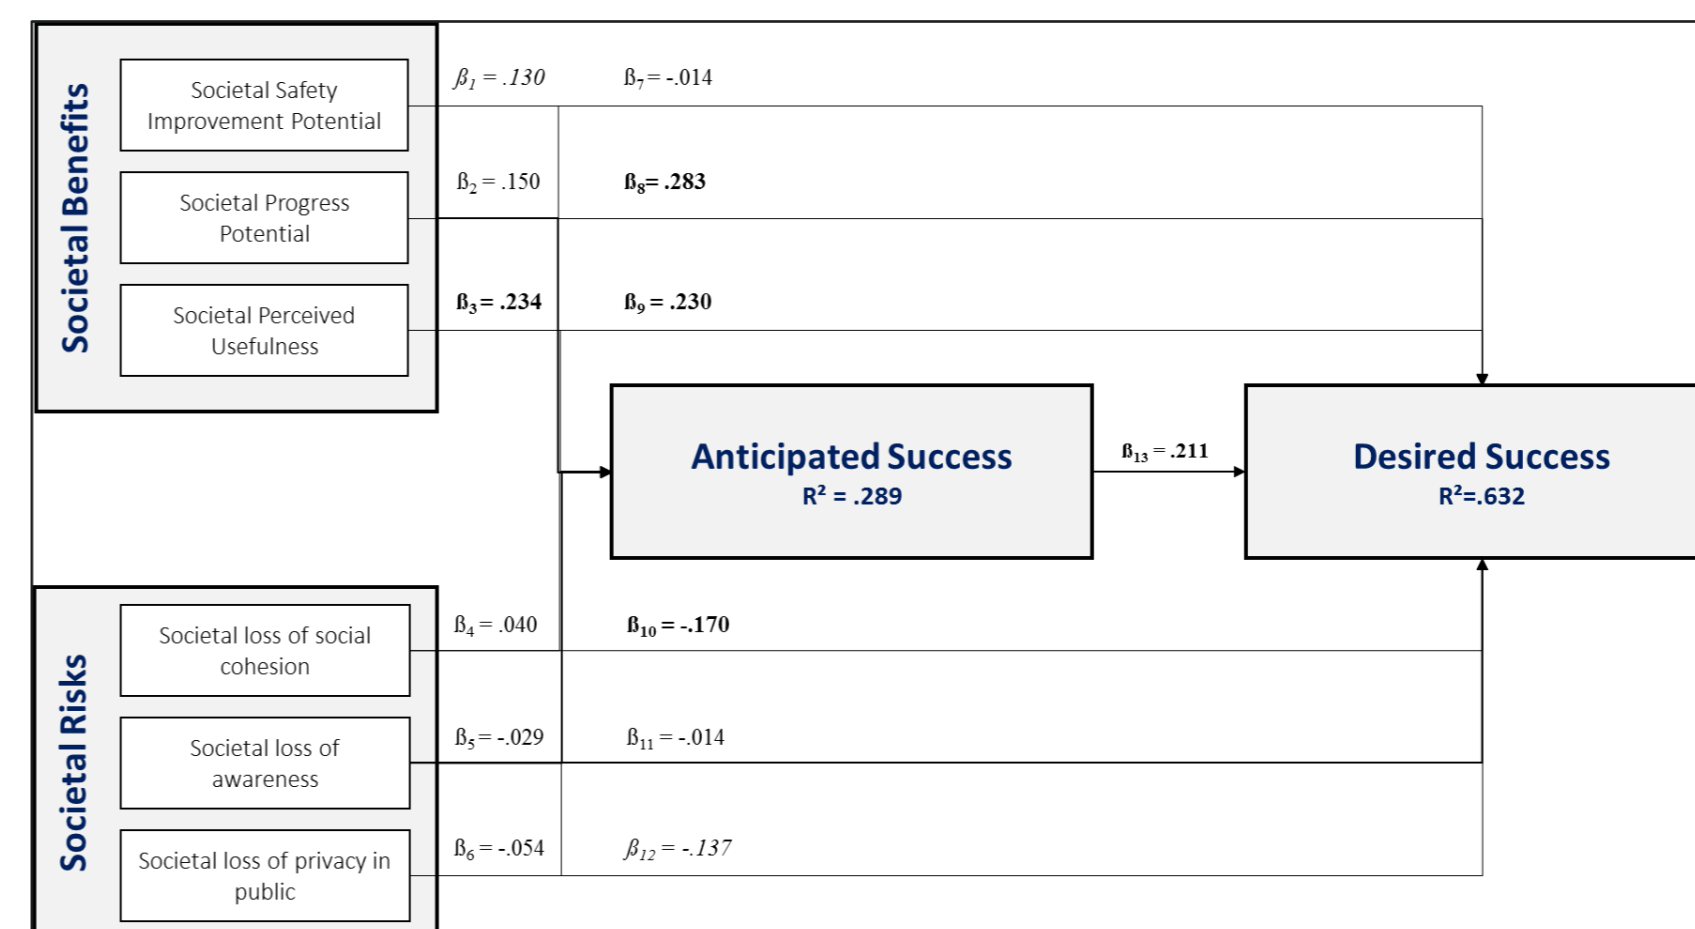 Societal Benefits
Societal Safety
Improvement Potential
ß₁ = .130
ß₇ = -.014
Societal Progress
Potential
ß₂ = .150
ß₈= .283
Societal Perceived
Usefulness
ß₃ = .234
ß₉ = .230
Anticipated Success
R² = .289
ß₁₃ = .211
Desired Success
R²=.632
Societal Risks
Societal loss of social
cohesion
ß₄ = .040
ß₁₀ = -.170
Societal loss of
awareness
ß₅ = -.029
ß₁₁ = -.014
Societal loss of privacy in
public
ß₆ = -.054
ß₁₂ = -.137